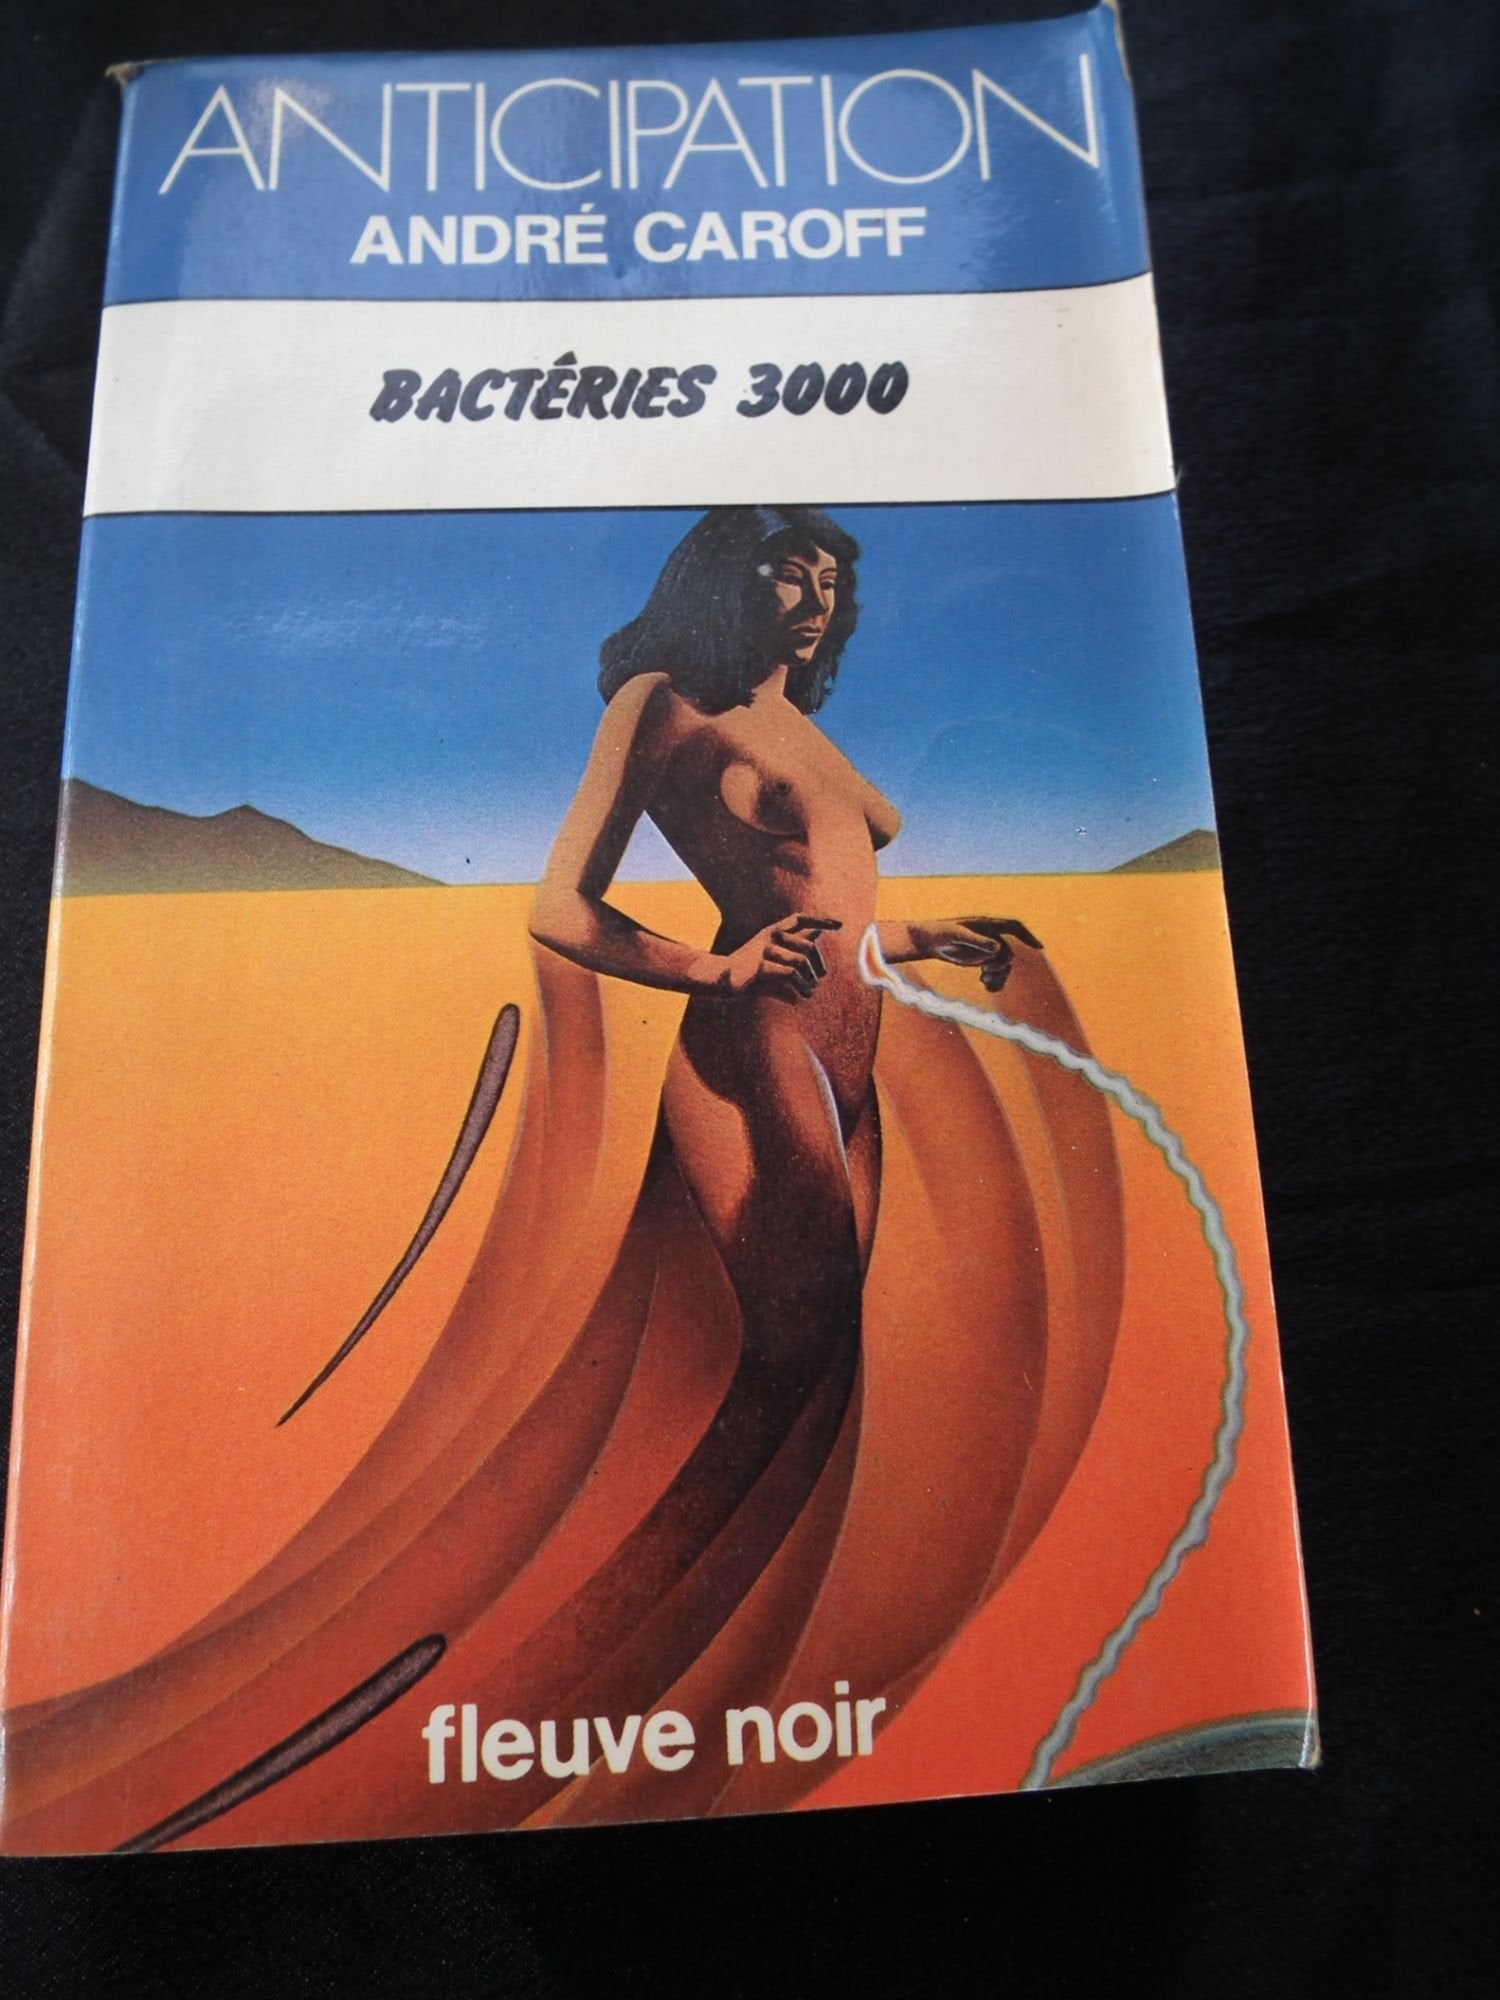 ANTICIPATION
ANDRÉ CAROFF
BACTÉRIES 3000
fleuve noir